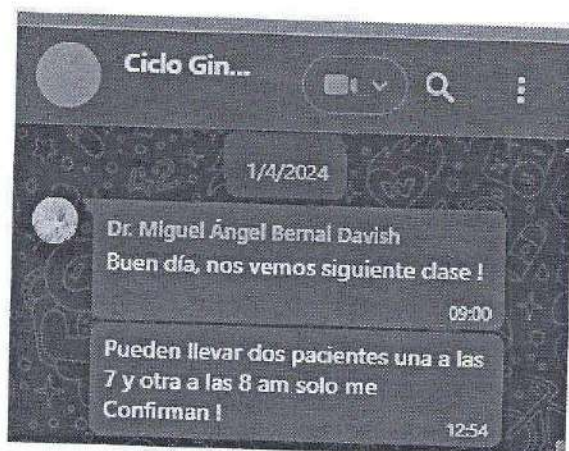 Ciclo Gin...
1/4/2024
Dr. Miguel Ángel Bernal Davish
Buen día, nos vemos siguiente clase !
09:00
Pueden llevar dos pacientes una a las
7 y otra a las 8 am solo me
Confirman !
12:54